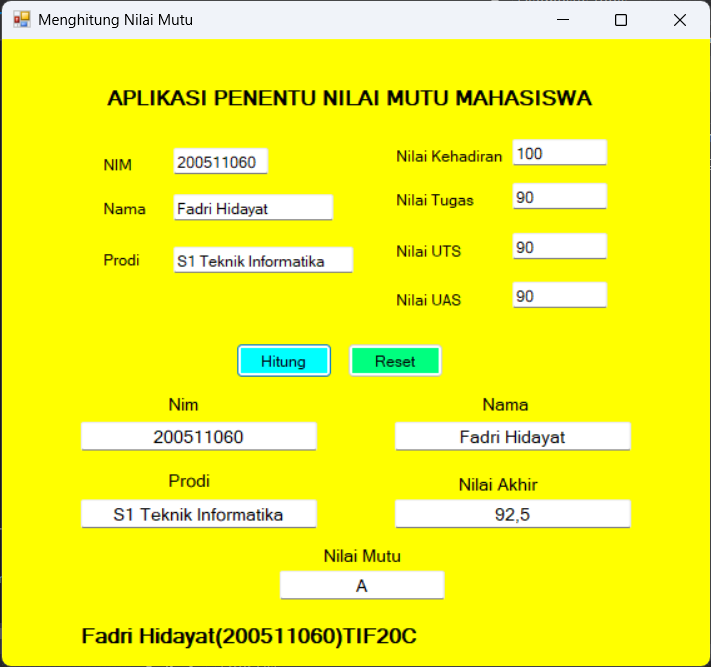 Menghitung Nilai Mutu
APLIKASI PENENTU NILAI MUTU MAHASISWA
NIM 200511060
Nama Fadri Hidayat
Prodi S1 Teknik Informatika
Nilai Kehadiran 100
Nilai Tugas 90
Nilai UTS 90
Nilai UAS 90
Hitung Reset
Nim Nama
200511060 Fadri Hidayat
Prodi Nilai Akhir
S1 Teknik Informatika 92,5
Nilai Mutu
A
Fadri Hidayat(200511060)TIF20C